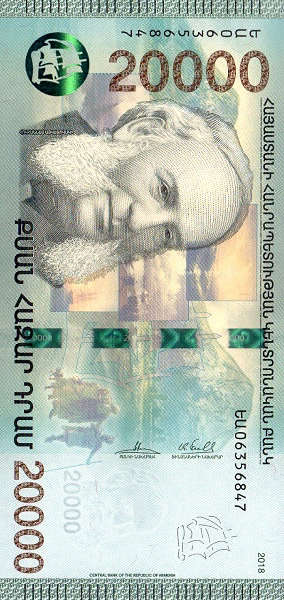 20000
ԵԱ06356847
ՀԱՅԱՍՏԱՆԻ ՀԱՆՐԱՊԵՏՈՒԹՅԱՆ ԿԵՆՏՐՈՆԱԿԱՆ ԲԱՆԿ
ՔՍԱՆ ՀԱԶԱՐ ԴՐԱՄ 20000
20000
ԵԱ06356847
2018
CENTRAL BANK OF THE REPUBLIC OF ARMENIA